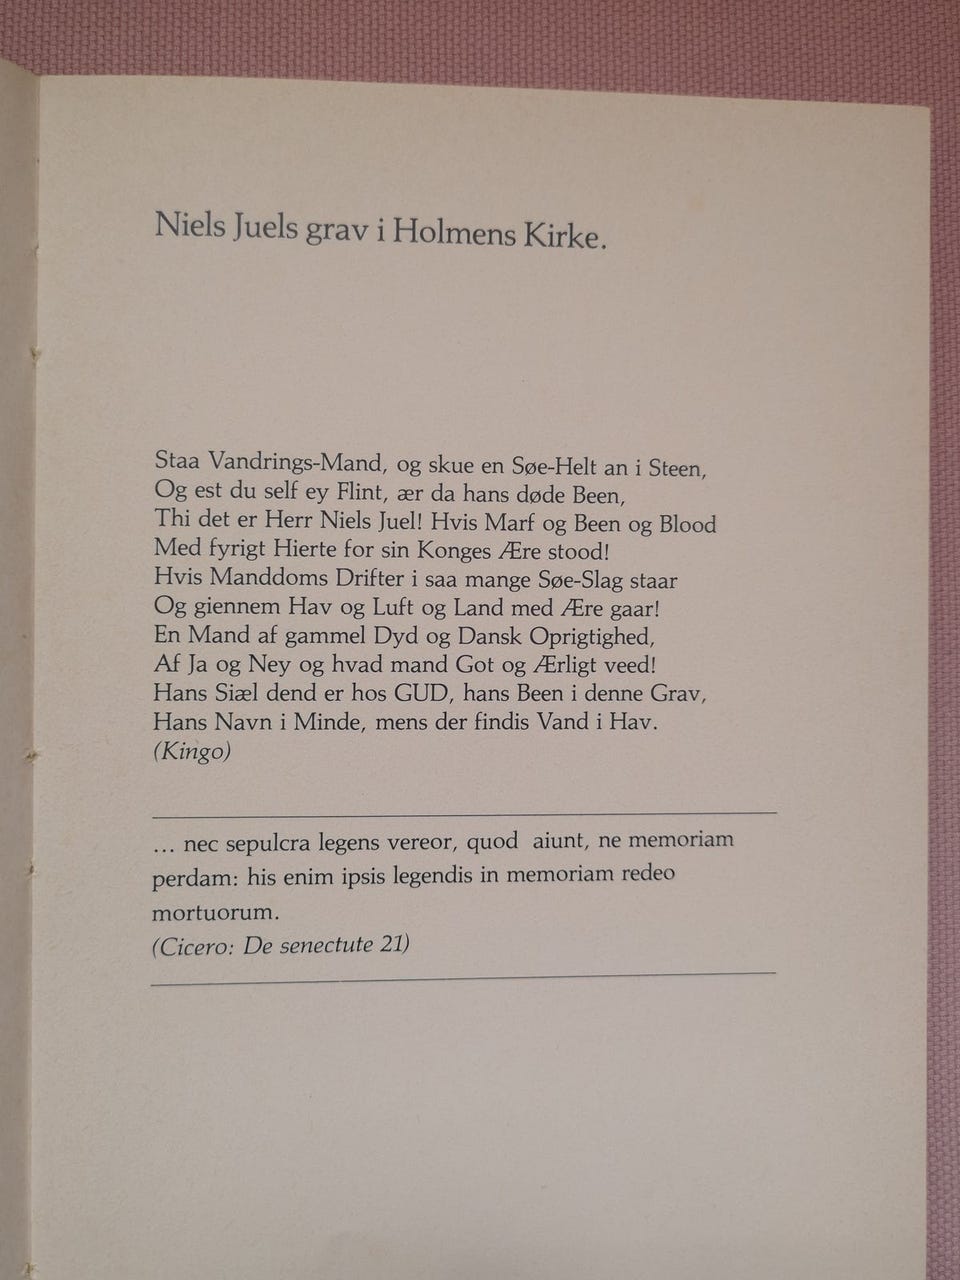 Niels Juels grav i Holmens Kirke.
Staa Vandrings-Mand, og skue en Søe-Helt an i Steen,
Og est du self ey Flint, ær da hans døde Been,
Thi det er Herr Niels Juel! Hvis Marf og Been og Blood
Med fyrigt Hierte for sin Konges Ære stood!
Hvis Manddoms Drifter i saa mange Søe-Slag staar
Og giennem Hav og Luft og Land med Ære gaar!
En Mand af gammel Dyd og Dansk Oprigtighed,
Af Ja og Ney og hvad mand Got og Ærligt veed!
Hans Siæl dend er hos GUD, hans Been i denne Grav,
Hans Navn i Minde, mens der findis Vand i Hav.
(Kingo)
... nec sepulcra legens vereor, quod aiunt, ne memoriam
perdam: his enim ipsis legendis in memoriam redeo
mortuorum.
(Cicero: De senectute 21)